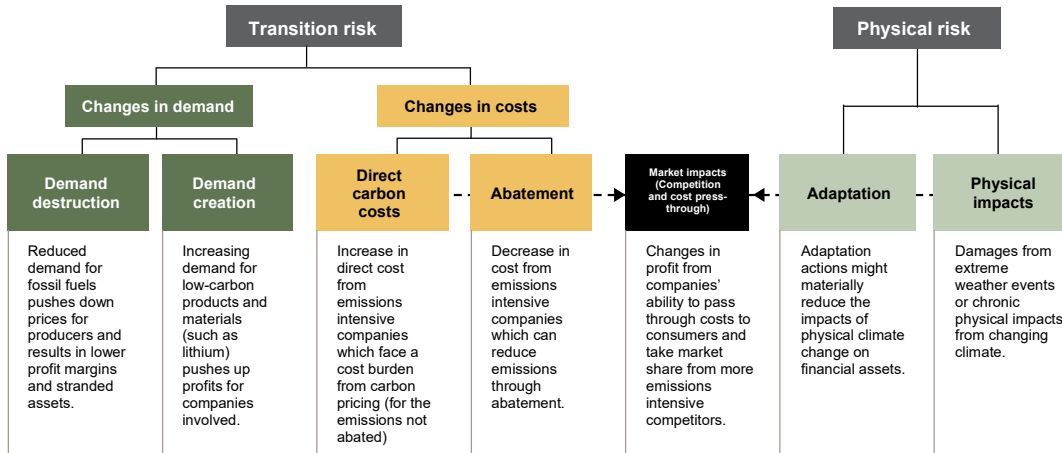 Transition risk
Physical risk
Changes in demand
Changes in costs
Demand
destruction
Demand
creation
Direct
carbon
costs
Abatement
Market impacts
(Competition
and cost press-
through)
Adaptation
Physical
impacts
Reduced
demand for
fossil fuels
pushes down
prices for
producers and
results in lower
profit margins
and stranded
assets.
Increasing
demand for
low-carbon
products and
materials
(such as
lithium)
pushes up
profits for
companies
involved.
Increase in
direct cost
from
emissions
intensive
companies
which face a
cost burden
from carbon
pricing (for the
emissions not
abated)
Decrease in
cost from
emissions
intensive
companies
which can
reduce
emissions
through
abatement.
Changes in
profit from
companies’
ability to pass
through costs to
consumers and
take market
share from more
emissions
intensive
competitors.
Adaptation
actions might
materially
reduce the
impacts of
physical climate
change on
financial assets.
Damages from
extreme
weather events
or chronic
physical impacts
from changing
climate.